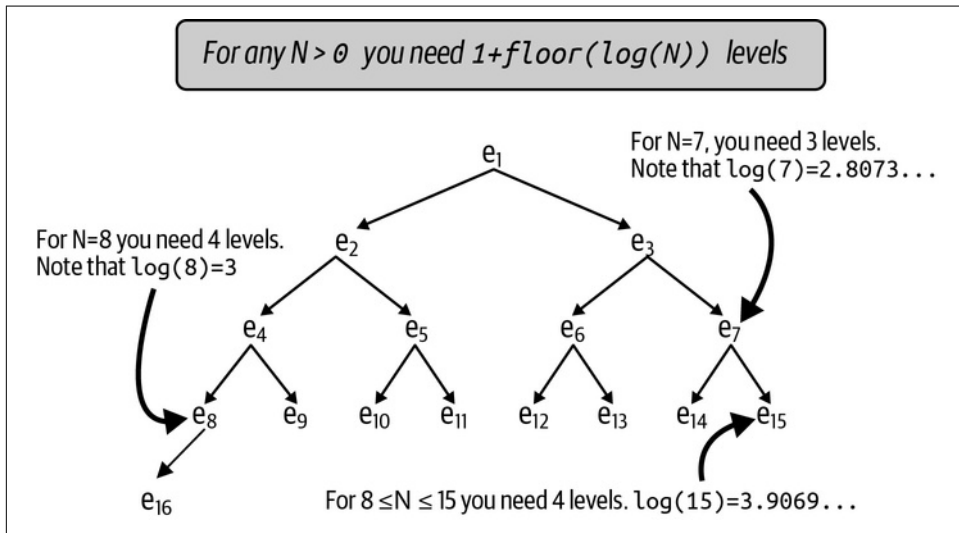 For any N > 0 you need 1+floor(log(N)) levels
For N=7, you need 3 levels.
Note that log(7)=2.8073...
e₁
For N=8 you need 4 levels.
Note that log(8)=3
e₂ e₃
e₄ e₅ e₆ e₇
e₈ e₉ e₁₀ e₁₁ e₁₂ e₁₃ e₁₄ e₁₅
e₁₆
For 8 ≤N ≤ 15 you need 4 levels. log(15)=3.9069...